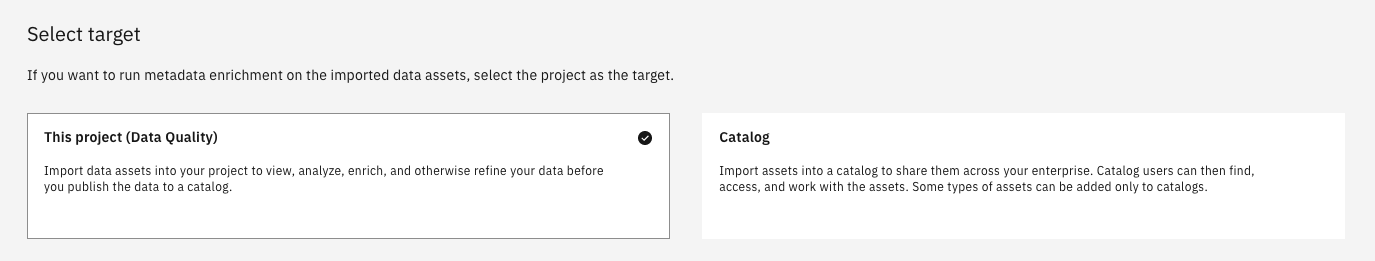 Select target
If you want to run metadata enrichment on the imported data assets, select the project as the target.
This project (Data Quality)
Import data assets into your project to view, analyze, enrich, and otherwise refine your data before
you publish the data to a catalog.
Catalog
Import assets into a catalog to share them across your enterprise. Catalog users can then find,
access, and work with the assets. Some types of assets can be added only to catalogs.